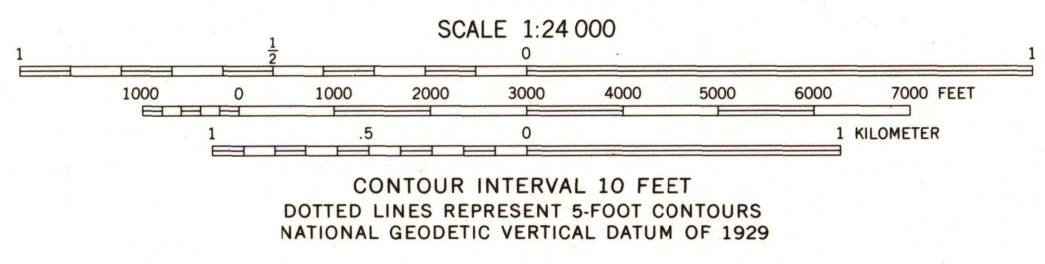 SCALE 1:24 000
1 1/2 0 1
1000 0 1000 2000 3000 4000 5000 6000 7000 FEET
1 .5 0 1 KILOMETER
CONTOUR INTERVAL 10 FEET
DOTTED LINES REPRESENT 5-FOOT CONTOURS
NATIONAL GEODETIC VERTICAL DATUM OF 1929